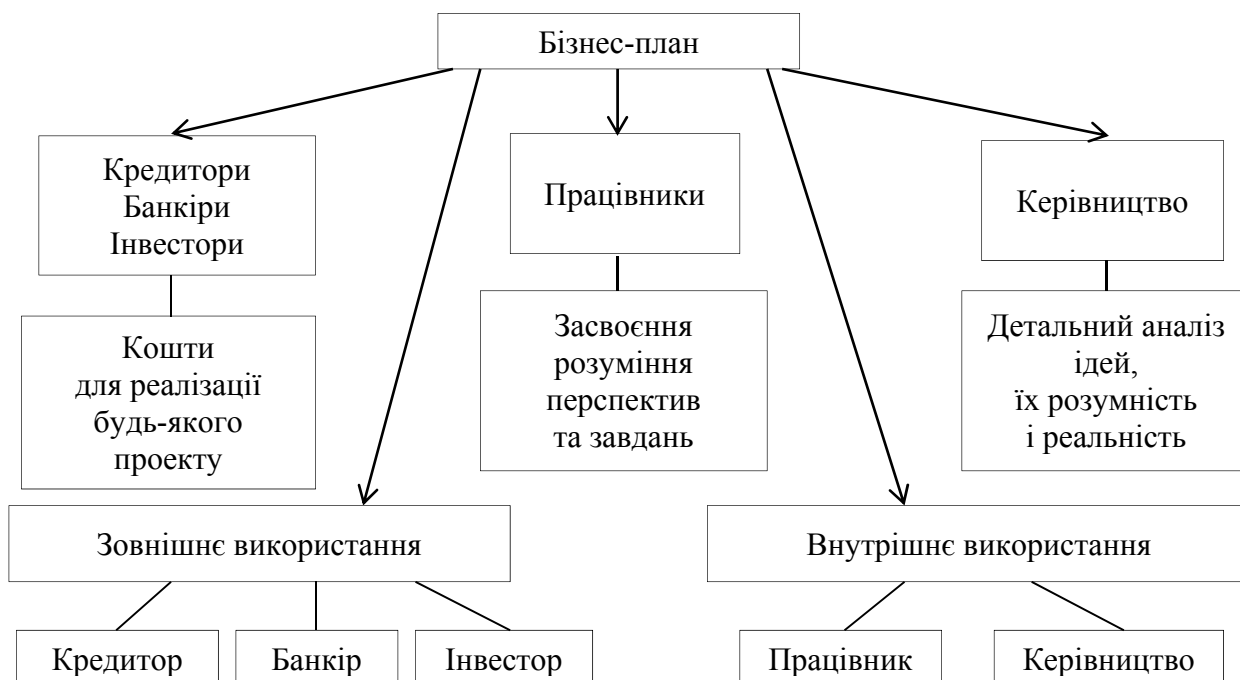 Бізнес-план
Кредитори
Банкіри
Інвестори
Працівники
Керівництво
Кошти
для реалізації
будь-якого
проекту
Засвоєння
розуміння
перспектив
та завдань
Детальний аналіз
ідей,
їх розумність
і реальність
Зовнішнє використання
Внутрішнє використання
Кредитор
Банкір
Інвестор
Працівник
Керівництво